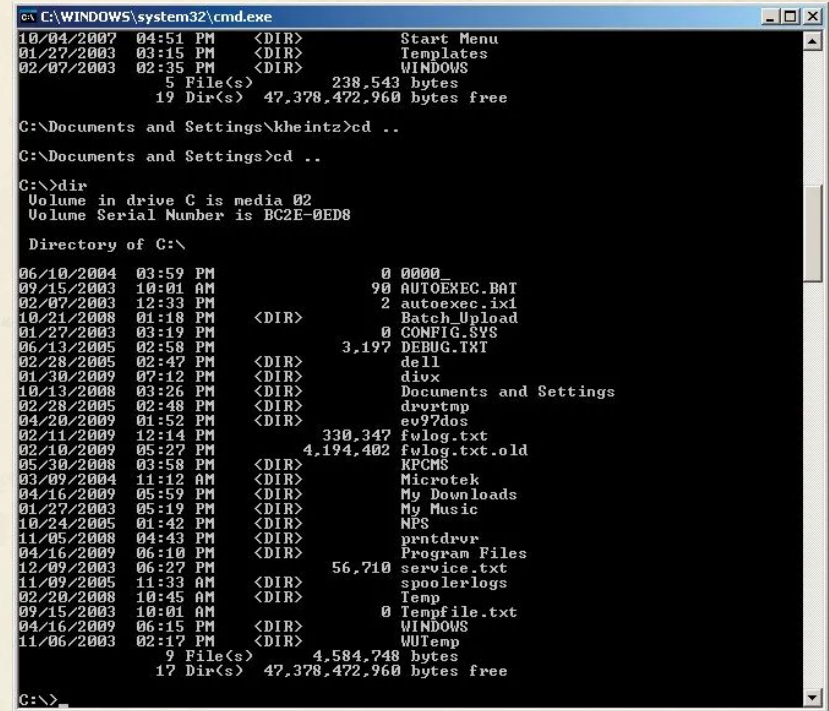 C:\WINDOWS\system32\cmd.exe
10/04/2007  04:51 PM    <DIR>          Start Menu
01/27/2003  03:15 PM    <DIR>          Templates
02/07/2003  02:35 PM    <DIR>          WINDOWS
               5 File(s)        238,543 bytes
              19 Dir(s)  47,378,472,960 bytes free
C:\Documents and Settings\kheintz>cd ..
C:\Documents and Settings>cd ..
C:\>dir
 Volume in drive C is media 02
 Volume Serial Number is BC2E-0ED8
 Directory of C:\
06/10/2004  03:59 PM                 0 0000_
09/15/2003  10:01 AM                90 AUTOEXEC.BAT
02/07/2003  12:33 PM                 2 autoexec.ix1
10/21/2008  01:18 PM    <DIR>          Batch_Upload
01/27/2003  03:19 PM                 0 CONFIG.SYS
06/13/2005  02:58 PM             3,197 DEBUG.TXT
02/28/2005  02:47 PM    <DIR>          dell
01/30/2009  07:12 PM    <DIR>          divx
10/13/2008  03:26 PM    <DIR>          Documents and Settings
02/28/2005  02:48 PM    <DIR>          drvrtmp
04/20/2009  01:52 PM    <DIR>          ev97dos
02/11/2009  12:14 PM           330,347 fwlog.txt
02/10/2009  05:27 PM         4,194,402 fwlog.txt.old
05/30/2008  03:58 PM    <DIR>          KPCMS
03/09/2004  11:12 AM    <DIR>          Microtek
04/16/2009  05:59 PM    <DIR>          My Downloads
01/27/2003  05:19 PM    <DIR>          My Music
10/24/2005  01:42 PM    <DIR>          NPS
11/05/2008  04:43 PM    <DIR>          prntdrvr
04/16/2009  06:10 PM    <DIR>          Program Files
12/09/2003  06:27 PM            56,710 service.txt
11/09/2005  11:33 AM    <DIR>          spoolerlogs
02/20/2008  10:45 AM    <DIR>          Temp
09/15/2003  10:01 AM                 0 Tempfile.txt
04/16/2009  06:15 PM    <DIR>          WINDOWS
11/06/2003  02:17 PM    <DIR>          WUTemp
               9 File(s)      4,584,748 bytes
              17 Dir(s)  47,378,472,960 bytes free
C:\>_